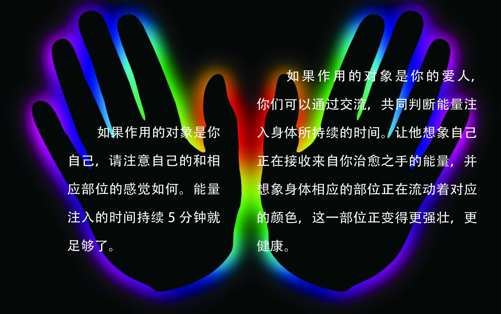 如果作用的对象是你
自己，请注意自己的和相
应部位的感觉如何。能量
注入的时间持续 5 分钟就
足够了。
如果作用的对象是你的爱人，
你们可以通过交流，共同判断能量注
入身体所持续的时间。让他想象自己
正在接收来自你治愈之手的能量，并
想象身体相应的部位正在流动着对应
的颜色，这一部位正变得更强壮，更
健康。